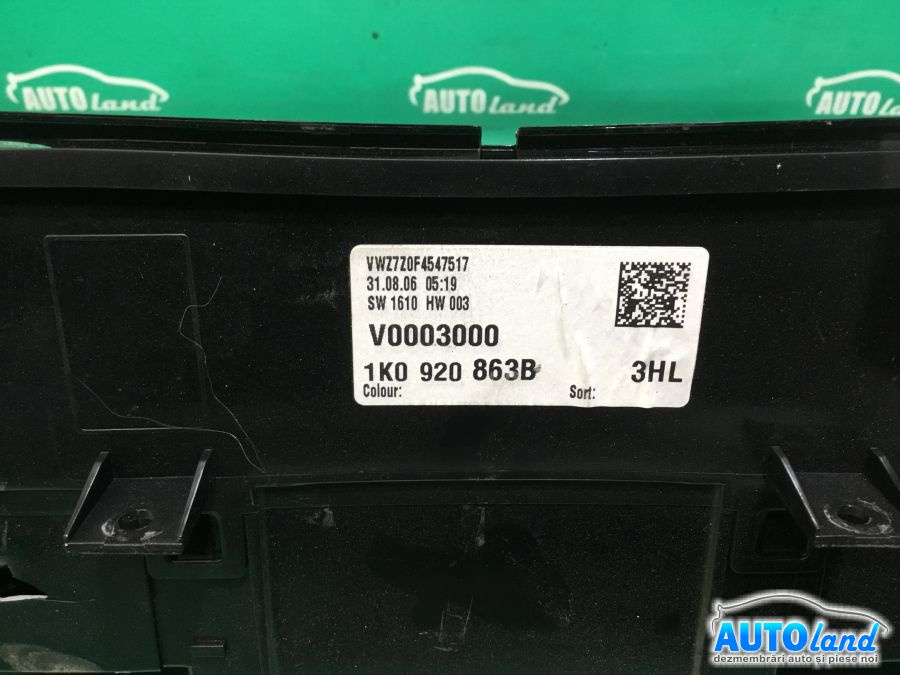 AUTOland
AUTOland
AUTOland
VWZ7Z0F4547517
31.08.06 05:19
SW 1610 HW 003
V0003000
1K0 920 863B 3HL
Colour: Sort:
AUTOland
dezmembrări auto și piese noi